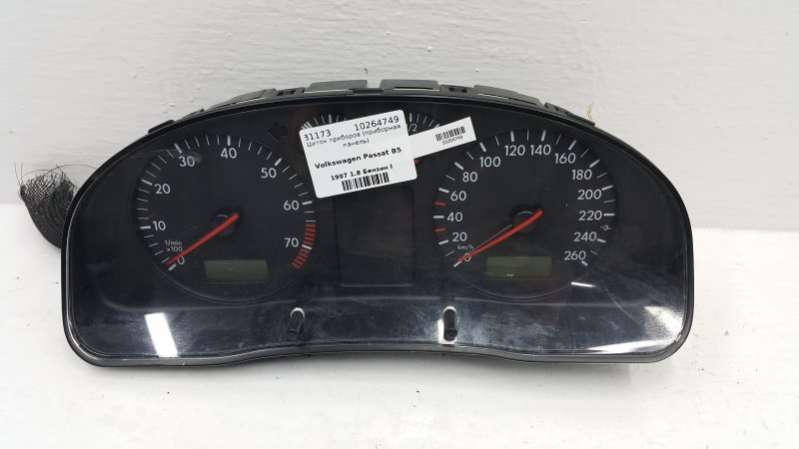 31173 10264749
Щиток приборов (приборная
панель)
Volkswagen Passat B5
1997 1.8 Бензин I
1/2
0 10 20 30 40 50 60 70
1/min
x100
0 20 40 60 80 100 120 140 160 180 200 220 240 260
km/h